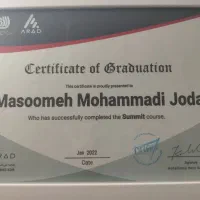 ARAD
Certificate of Graduation
This certificate is proudly presented to
Masoomeh Mohammadi Joda
Who has successfully completed the Summit course.
Jan 2022
Date